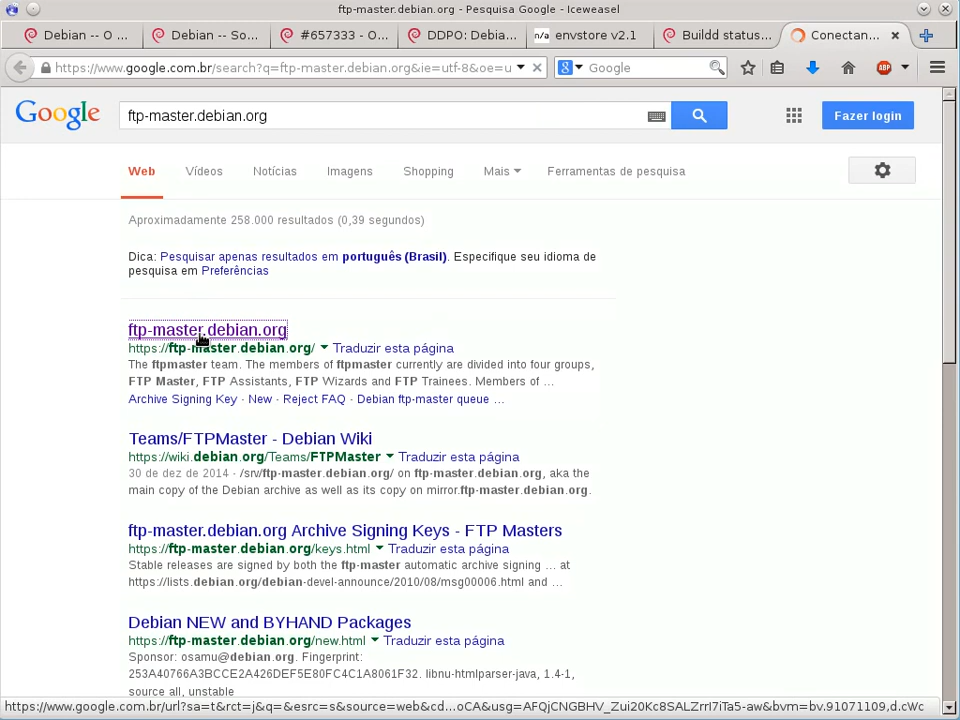 ftp-master.debian.org - Pesquisa Google - Iceweasel
Debian -- O ...
Debian -- So...
#657333 - O...
DDPO: Debia...
n/a envstore v2.1
Buildd status...
Conectan...
https://www.google.com.br/search?q=ftp-master.debian.org&ie=utf-8&oe=u
Google
ABP
Google
ftp-master.debian.org
Fazer login
Web
Vídeos
Notícias
Imagens
Shopping
Mais
Ferramentas de pesquisa
Aproximadamente 258.000 resultados (0,39 segundos)
Dica: Pesquisar apenas resultados em português (Brasil). Especifique seu idioma de
pesquisa em Preferências
ftp-master.debian.org
https://ftp-master.debian.org/ Traduzir esta página
The ftpmaster team. The members of ftpmaster currently are divided into four groups,
FTP Master, FTP Assistants, FTP Wizards and FTP Trainees. Members of ...
Archive Signing Key - New - Reject FAQ - Debian ftp-master queue ...
Teams/FTPMaster - Debian Wiki
https://wiki.debian.org/Teams/FTPMaster Traduzir esta página
30 de dez de 2014 - /srv/ftp-master.debian.org/ on ftp-master.debian.org, aka the
main copy of the Debian archive as well as its copy on mirror.ftp-master.debian.org.
ftp-master.debian.org Archive Signing Keys - FTP Masters
https://ftp-master.debian.org/keys.html Traduzir esta página
Stable releases are signed by both the ftp-master automatic archive signing ... at
https://lists.debian.org/debian-devel-announce/2010/08/msg00006.html and ...
Debian NEW and BYHAND Packages
https://ftp-master.debian.org/new.html Traduzir esta página
Sponsor: osamu@debian.org. Fingerprint:
253A40766A3BCCE2A426DEF5E80FC4C1A8061F32. libnu-htmlparser-java, 1.4-1,
source all, unstable
https://www.google.com.br/url?sa=t&rct=j&q=&esrc=s&source=web&cd...oCA&usg=AFQjCNGBHV_Zui20Kc8SALZrrI7iTa5-aw&bvm=bv.91071109,d.cWc